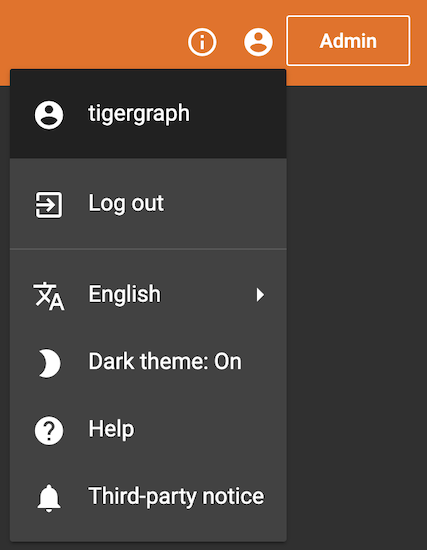 Admin
tigergraph
Log out
English
Dark theme: On
Help
Third-party notice